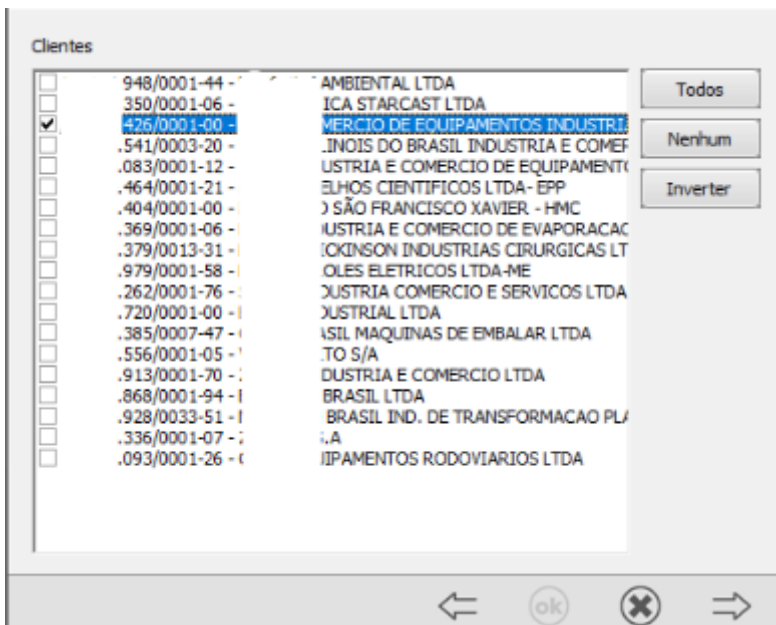 Clientes
948/0001-44 - AMBIENTAL LTDA
350/0001-06 - ICA STARCAST LTDA
426/0001-00 - MERCIO DE EQUIPAMENTOS INDUSTRI
.541/0003-20 - LINOIS DO BRASIL INDUSTRIA E COMER
.083/0001-12 - USTRIA E COMERCIO DE EQUIPAMENT
.464/0001-21 - ELHOS CIENTIFICOS LTDA- EPP
.404/0001-00 - O SÃO FRANCISCO XAVIER - HMC
.369/0001-06 - USTRIA E COMERCIO DE EVAPORACAO
.379/0013-31 - ICKINSON INDUSTRIAS CIRURGICAS LT
.979/0001-58 - OLES ELETRICOS LTDA-ME
.262/0001-76 - DUSTRIA COMERCIO E SERVICOS LTDA
.720/0001-00 - DUSTRIAL LTDA
.385/0007-47 - ASIL MAQUINAS DE EMBALAR LTDA
.556/0001-05 - TO S/A
.913/0001-70 - DUSTRIA E COMERCIO LTDA
.868/0001-94 - BRASIL LTDA
.928/0033-51 - BRASIL IND. DE TRANSFORMACAO PLA
.336/0001-07 - .A
.093/0001-26 - IPAMENTOS RODOVIARIOS LTDA
Todos
Nenhum
Inverter
ok